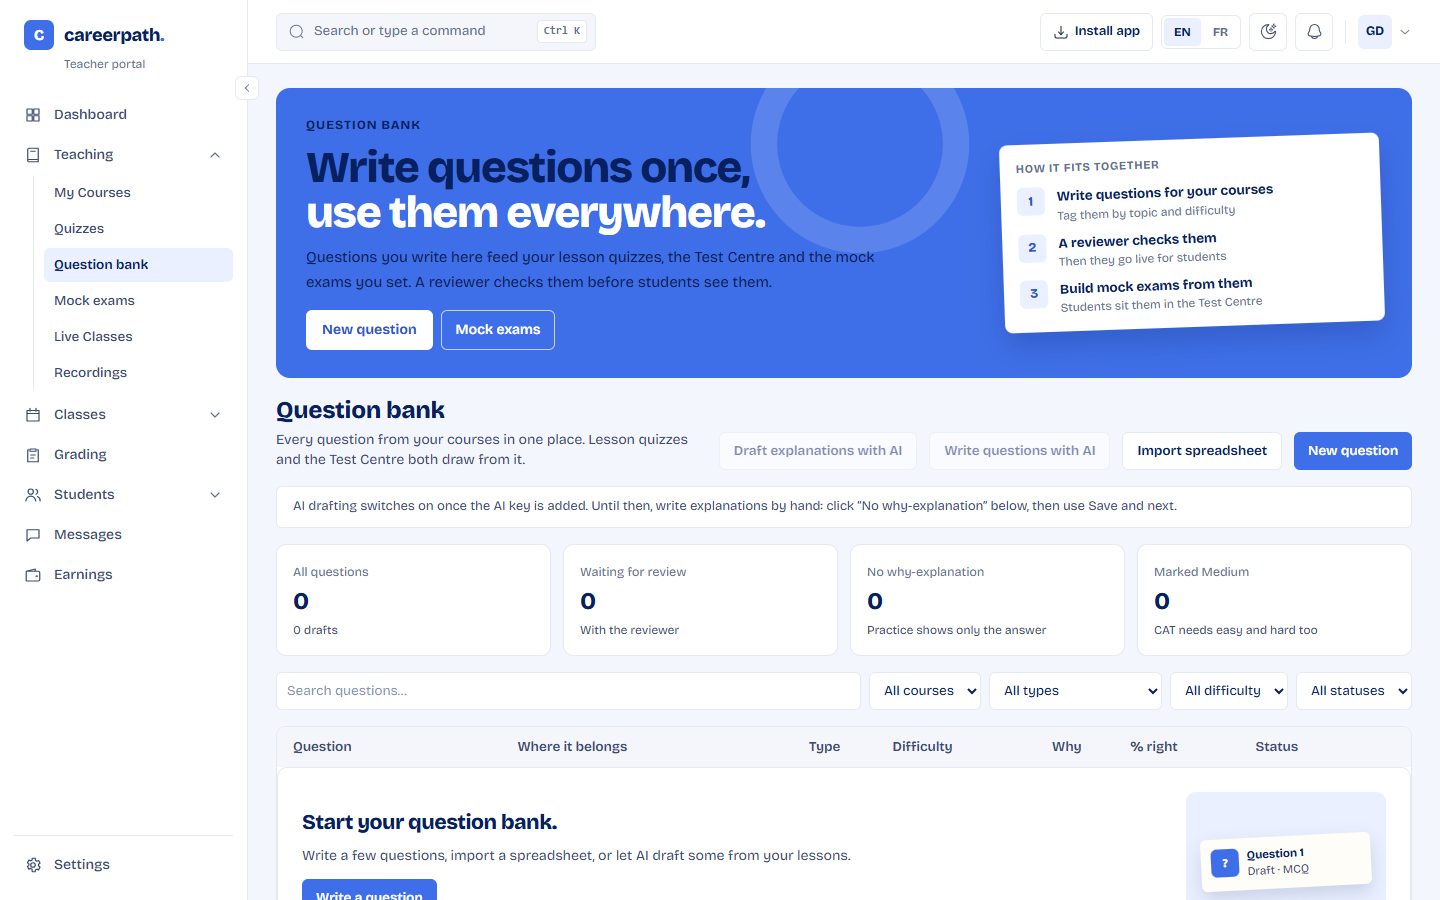 C careerpath.
Teacher portal
Dashboard
Teaching
My Courses
Quizzes
Question bank
Mock exams
Live Classes
Recordings
Classes
Grading
Students
Messages
Earnings
Settings
Search or type a command
Ctrl K
Install app
EN FR
GD
QUESTION BANK
Write questions once,
use them everywhere.
Questions you write here feed your lesson quizzes, the Test Centre and the mock
exams you set. A reviewer checks them before students see them.
New question
Mock exams
HOW IT FITS TOGETHER
1 Write questions for your courses
Tag them by topic and difficulty
2 A reviewer checks them
Then they go live for students
3 Build mock exams from them
Students sit them in the Test Centre
Question bank
Every question from your courses in one place. Lesson quizzes
and the Test Centre both draw from it.
Draft explanations with AI
Write questions with AI
Import spreadsheet
New question
AI drafting switches on once the AI key is added. Until then, write explanations by hand: click “No why-explanation” below, then use Save and next.
All questions
0
0 drafts
Waiting for review
0
With the reviewer
No why-explanation
0
Practice shows only the answer
Marked Medium
0
CAT needs easy and hard too
Search questions...
All courses
All types
All difficulty
All statuses
Question Where it belongs Type Difficulty Why % right Status
Start your question bank.
Write a few questions, import a spreadsheet, or let AI draft some from your lessons.
Write a question
? Question 1
Draft · MCQ